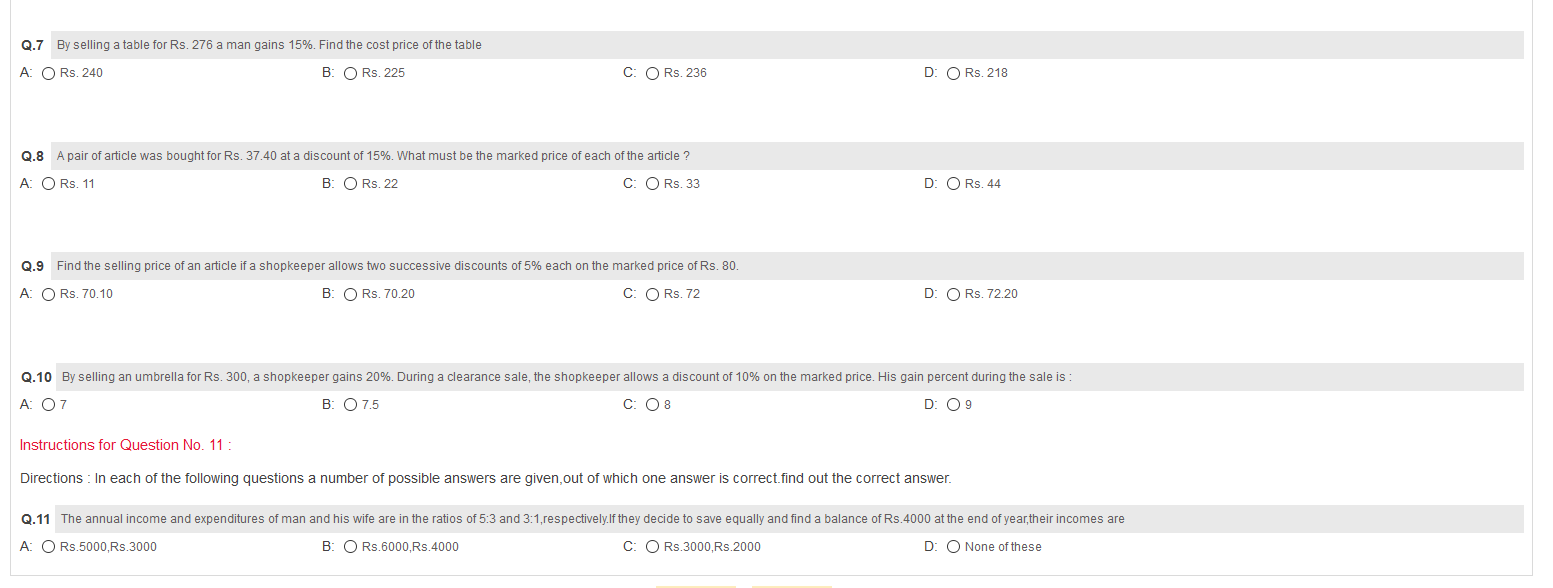 Q.7 By selling a table for Rs. 276 a man gains 15%. Find the cost price of the table
A: Rs. 240 B: Rs. 225 C: Rs. 236 D: Rs. 218
Q.8 A pair of article was bought for Rs. 37.40 at a discount of 15%. What must be the marked price of each of the article ?
A: Rs. 11 B: Rs. 22 C: Rs. 33 D: Rs. 44
Q.9 Find the selling price of an article if a shopkeeper allows two successive discounts of 5% each on the marked price of Rs. 80.
A: Rs. 70.10 B: Rs. 70.20 C: Rs. 72 D: Rs. 72.20
Q.10 By selling an umbrella for Rs. 300, a shopkeeper gains 20%. During a clearance sale, the shopkeeper allows a discount of 10% on the marked price. His gain percent during the sale is :
A: 7 B: 7.5 C: 8 D: 9
Instructions for Question No. 11 :
Directions : In each of the following questions a number of possible answers are given,out of which one answer is correct.find out the correct answer.
Q.11 The annual income and expenditures of man and his wife are in the ratios of 5:3 and 3:1,respectively.If they decide to save equally and find a balance of Rs.4000 at the end of year,their incomes are
A: Rs.5000,Rs.3000 B: Rs.6000,Rs.4000 C: Rs.3000,Rs.2000 D: None of these